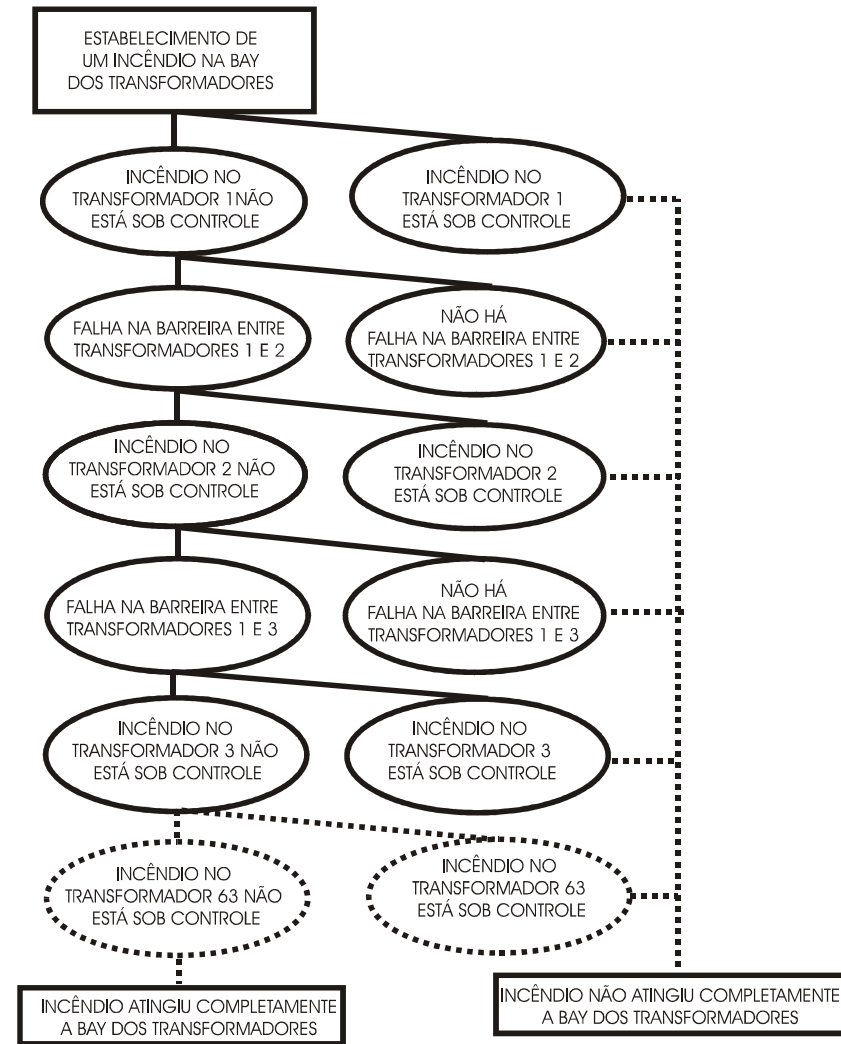 ESTABELECIMENTO DE
UM INCÊNDIO NA BAY
DOS TRANSFORMADORES
INCÊNDIO NO
TRANSFORMADOR 1NÃO
ESTÁ SOB CONTROLE
INCÊNDIO NO
TRANSFORMADOR 1
ESTÁ SOB CONTROLE
FALHA NA BARREIRA ENTRE
TRANSFORMADORES 1 E 2
NÃO HÁ
FALHA NA BARREIRA ENTRE
TRANSFORMADORES 1 E 2
INCÊNDIO NO
TRANSFORMADOR 2 NÃO
ESTÁ SOB CONTROLE
INCÊNDIO NO
TRANSFORMADOR 2
ESTÁ SOB CONTROLE
FALHA NA BARREIRA ENTRE
TRANSFORMADORES 1 E 3
NÃO HÁ
FALHA NA BARREIRA ENTRE
TRANSFORMADORES 1 E 3
INCÊNDIO NO
TRANSFORMADOR 3 NÃO
ESTÁ SOB CONTROLE
INCÊNDIO NO
TRANSFORMADOR 3
ESTÁ SOB CONTROLE
INCÊNDIO NO
TRANSFORMADOR 63 NÃO
ESTÁ SOB CONTROLE
INCÊNDIO NO
TRANSFORMADOR 63
ESTÁ SOB CONTROLE
INCÊNDIO ATINGIU COMPLETAMENTE
A BAY DOS TRANSFORMADORES
INCÊNDIO NÃO ATINGIU COMPLETAMENTE
A BAY DOS TRANSFORMADORES